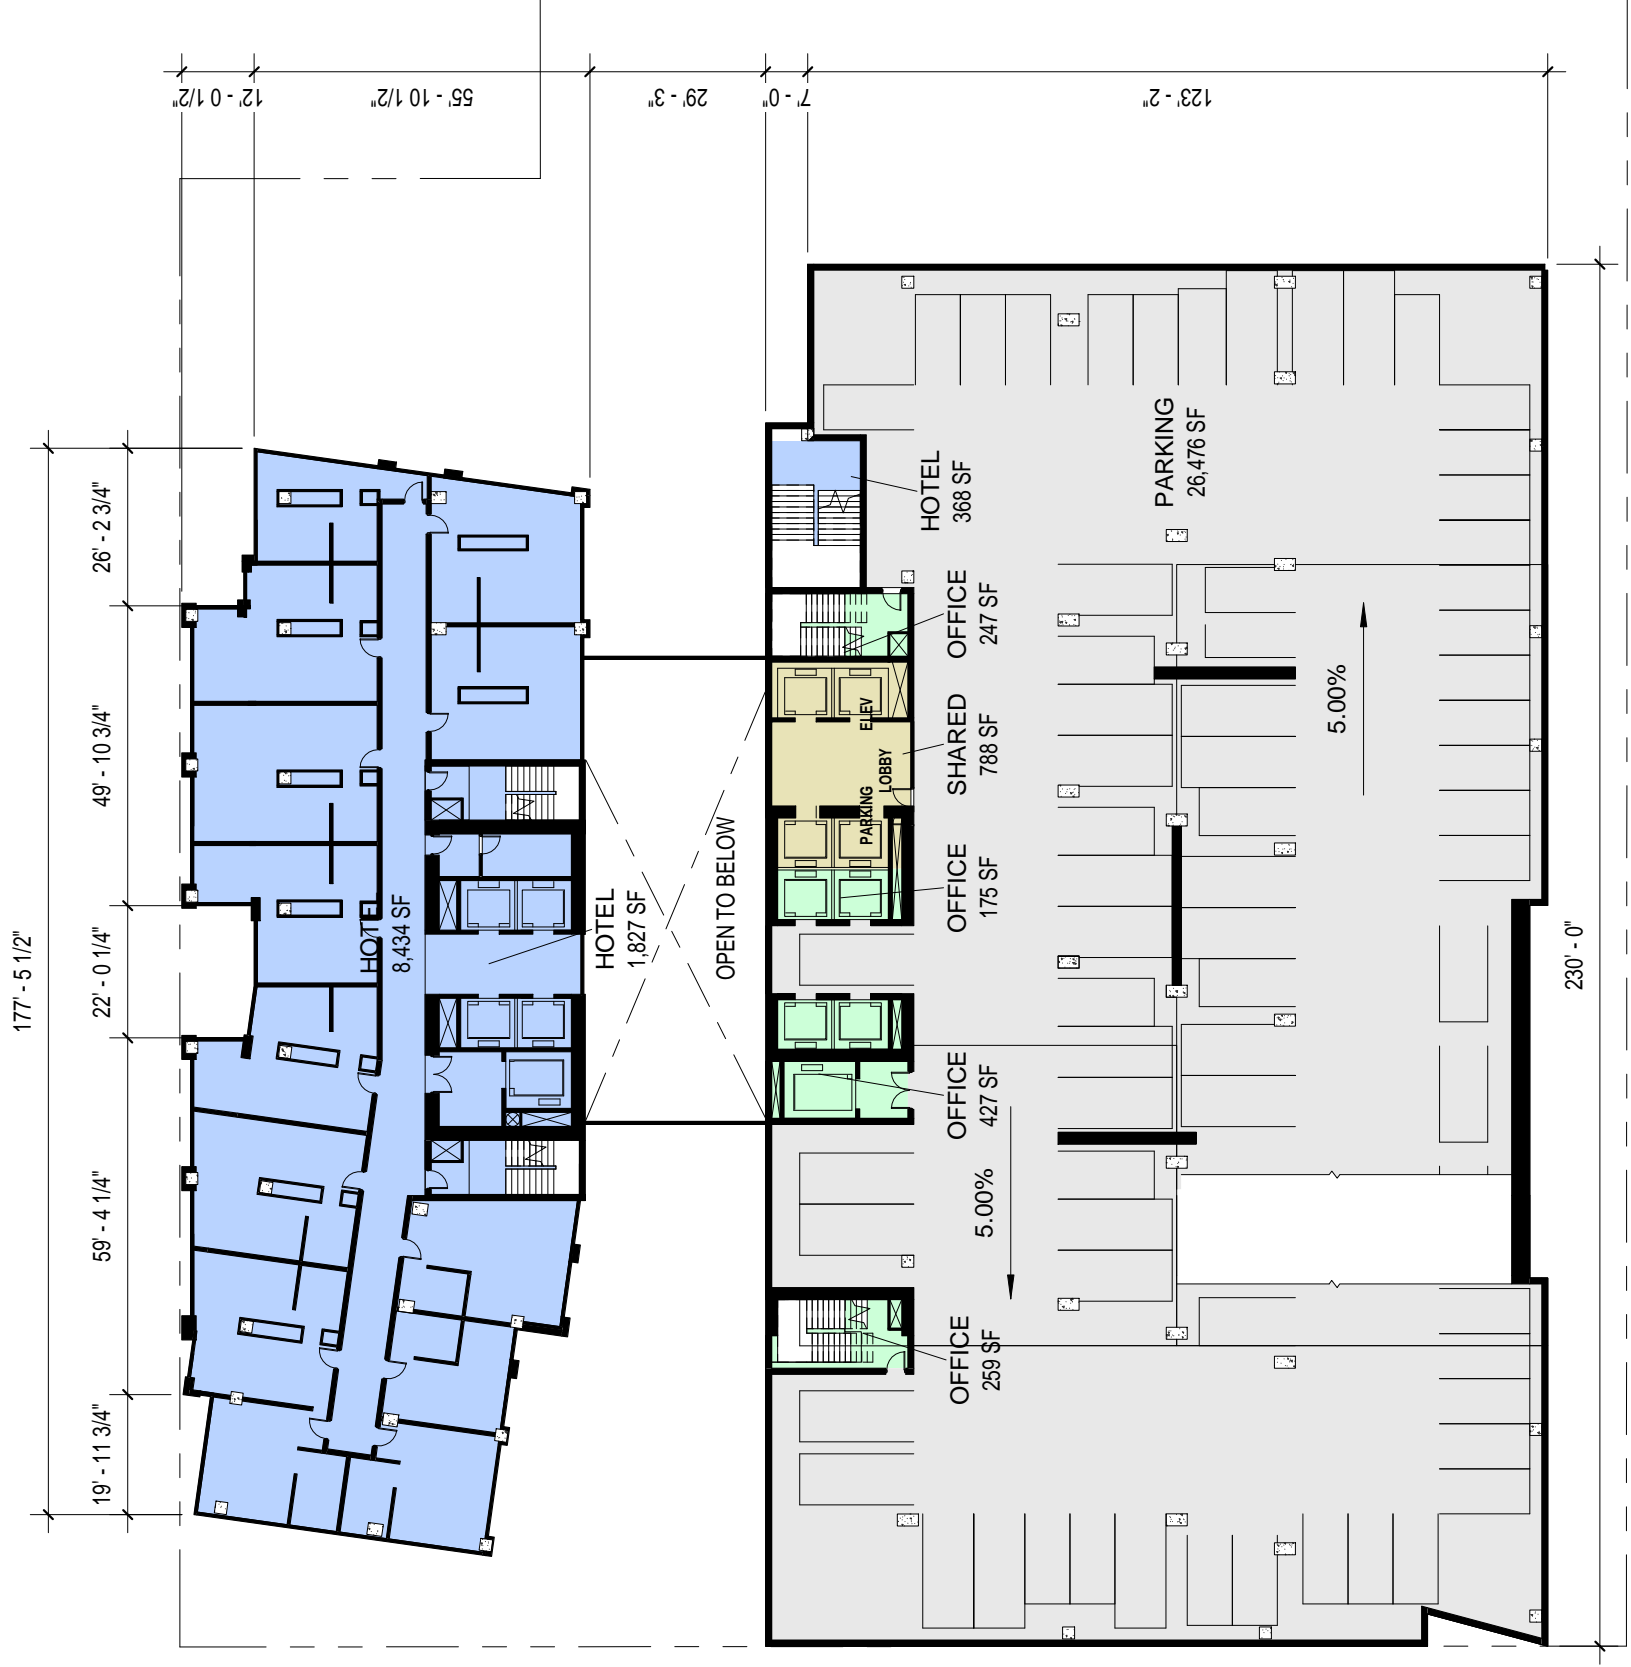 12' - 0 1/2"
55' - 10 1/2"
29' - 3"
7' - 0"
123' - 2"
177' - 5 1/2"
26' - 2 3/4"
49' - 10 3/4"
22' - 0 1/4"
59' - 4 1/4"
19' - 11 3/4"
230' - 0"
HOTEL
8,434 SF
HOTEL
1,827 SF
OPEN TO BELOW
HOTEL
368 SF
OFFICE
247 SF
SHARED
788 SF
PARKING ELEV
LOBBY
OFFICE
175 SF
OFFICE
427 SF
OFFICE
259 SF
PARKING
26,476 SF
5.00%
5.00%